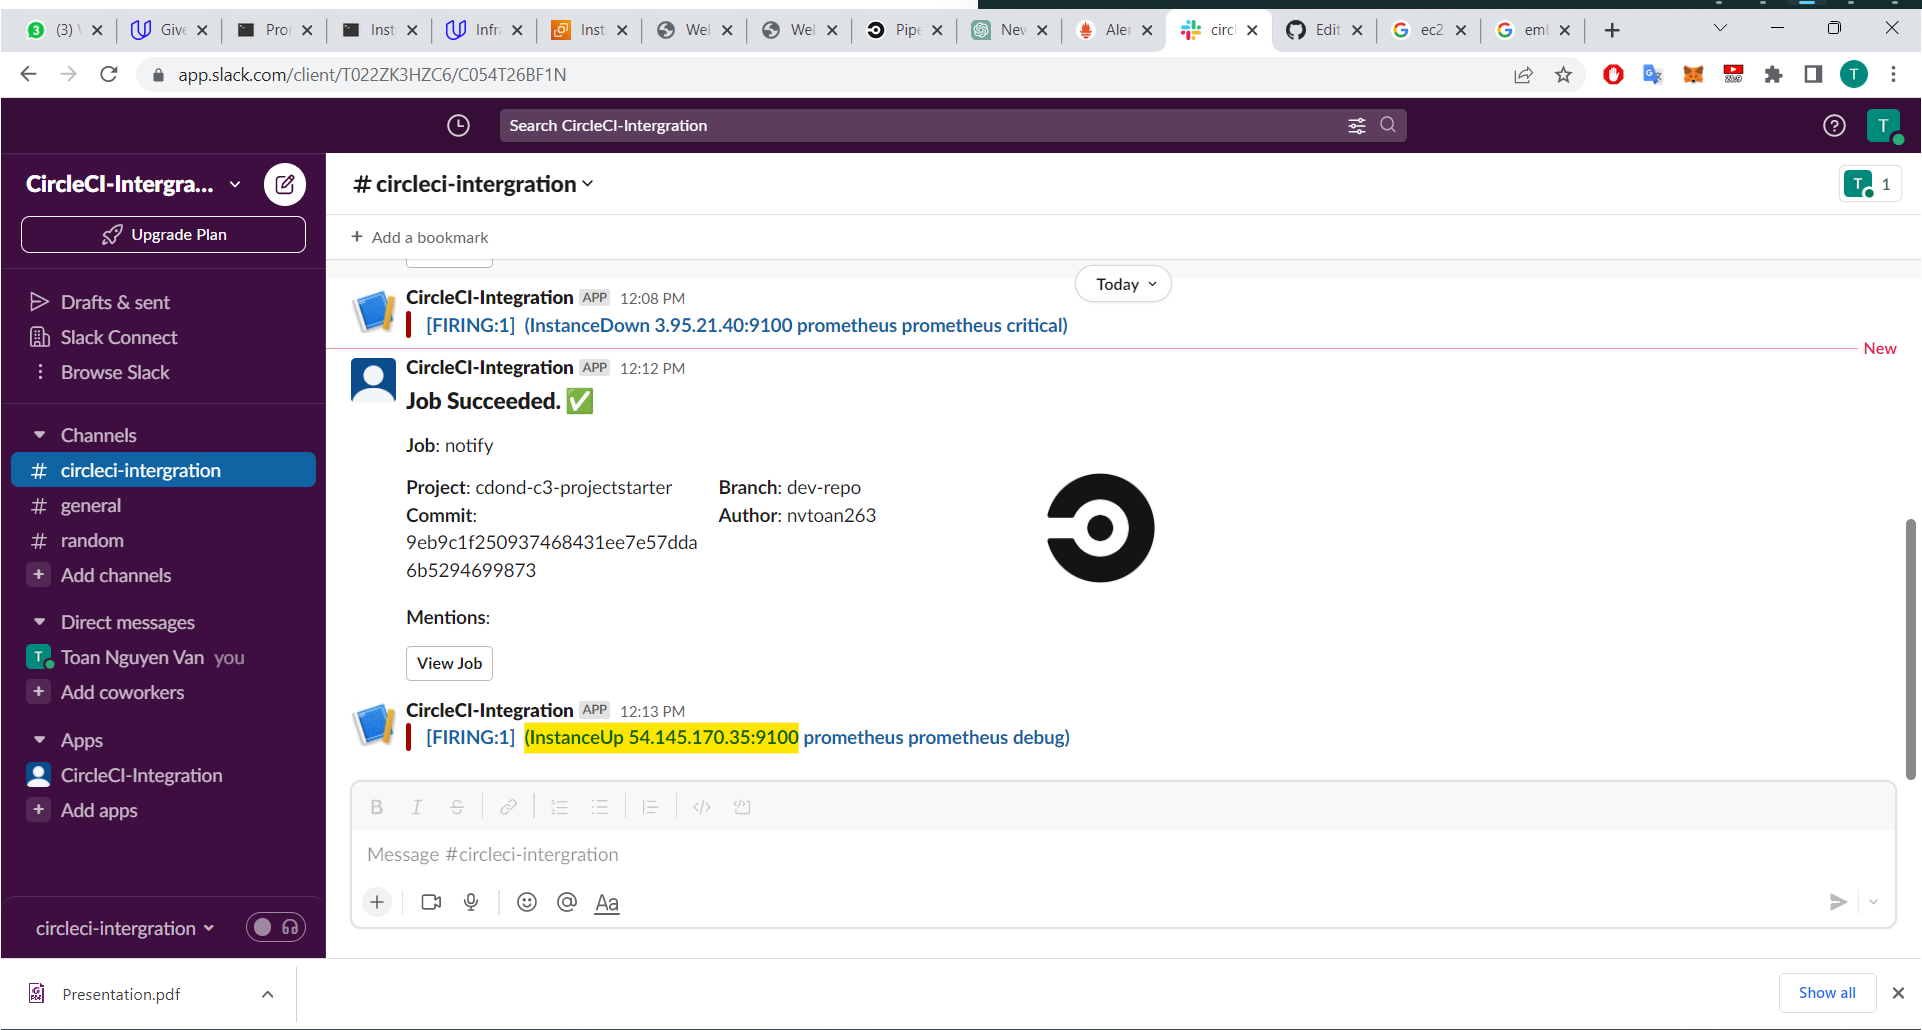 3 (3) \
Give
Pro
Inst
Infra
Inst
Wel
Wel
Pipe
New
Aler
circl
Edit
G ec2
G eml
app.slack.com/client/T022ZK3HZC6/C054T26BF1N
21:9
T
Search CircleCI-Intergration
T
CircleCI-Intergra...
Upgrade Plan
Drafts & sent
Slack Connect
Browse Slack
Channels
# circleci-intergration
# general
# random
+ Add channels
Direct messages
T Toan Nguyen Van you
+ Add coworkers
Apps
CircleCI-Integration
+ Add apps
circleci-intergration
# circleci-intergration
T 1
+ Add a bookmark
Today
CircleCI-Integration APP 12:08 PM
[FIRING:1] (InstanceDown 3.95.21.40:9100 prometheus prometheus critical)
New
CircleCI-Integration APP 12:12 PM
Job Succeeded. ✅
Job: notify
Project: cdond-c3-projectstarter
Branch: dev-repo
Commit:
9eb9c1f250937468431ee7e57dda
6b5294699873
Author: nvtoan263
Mentions:
View Job
CircleCI-Integration APP 12:13 PM
[FIRING:1] (InstanceUp 54.145.170.35:9100 prometheus prometheus debug)
B I S
Message #circleci-intergration
+ @ Aa
Presentation.pdf
Show all